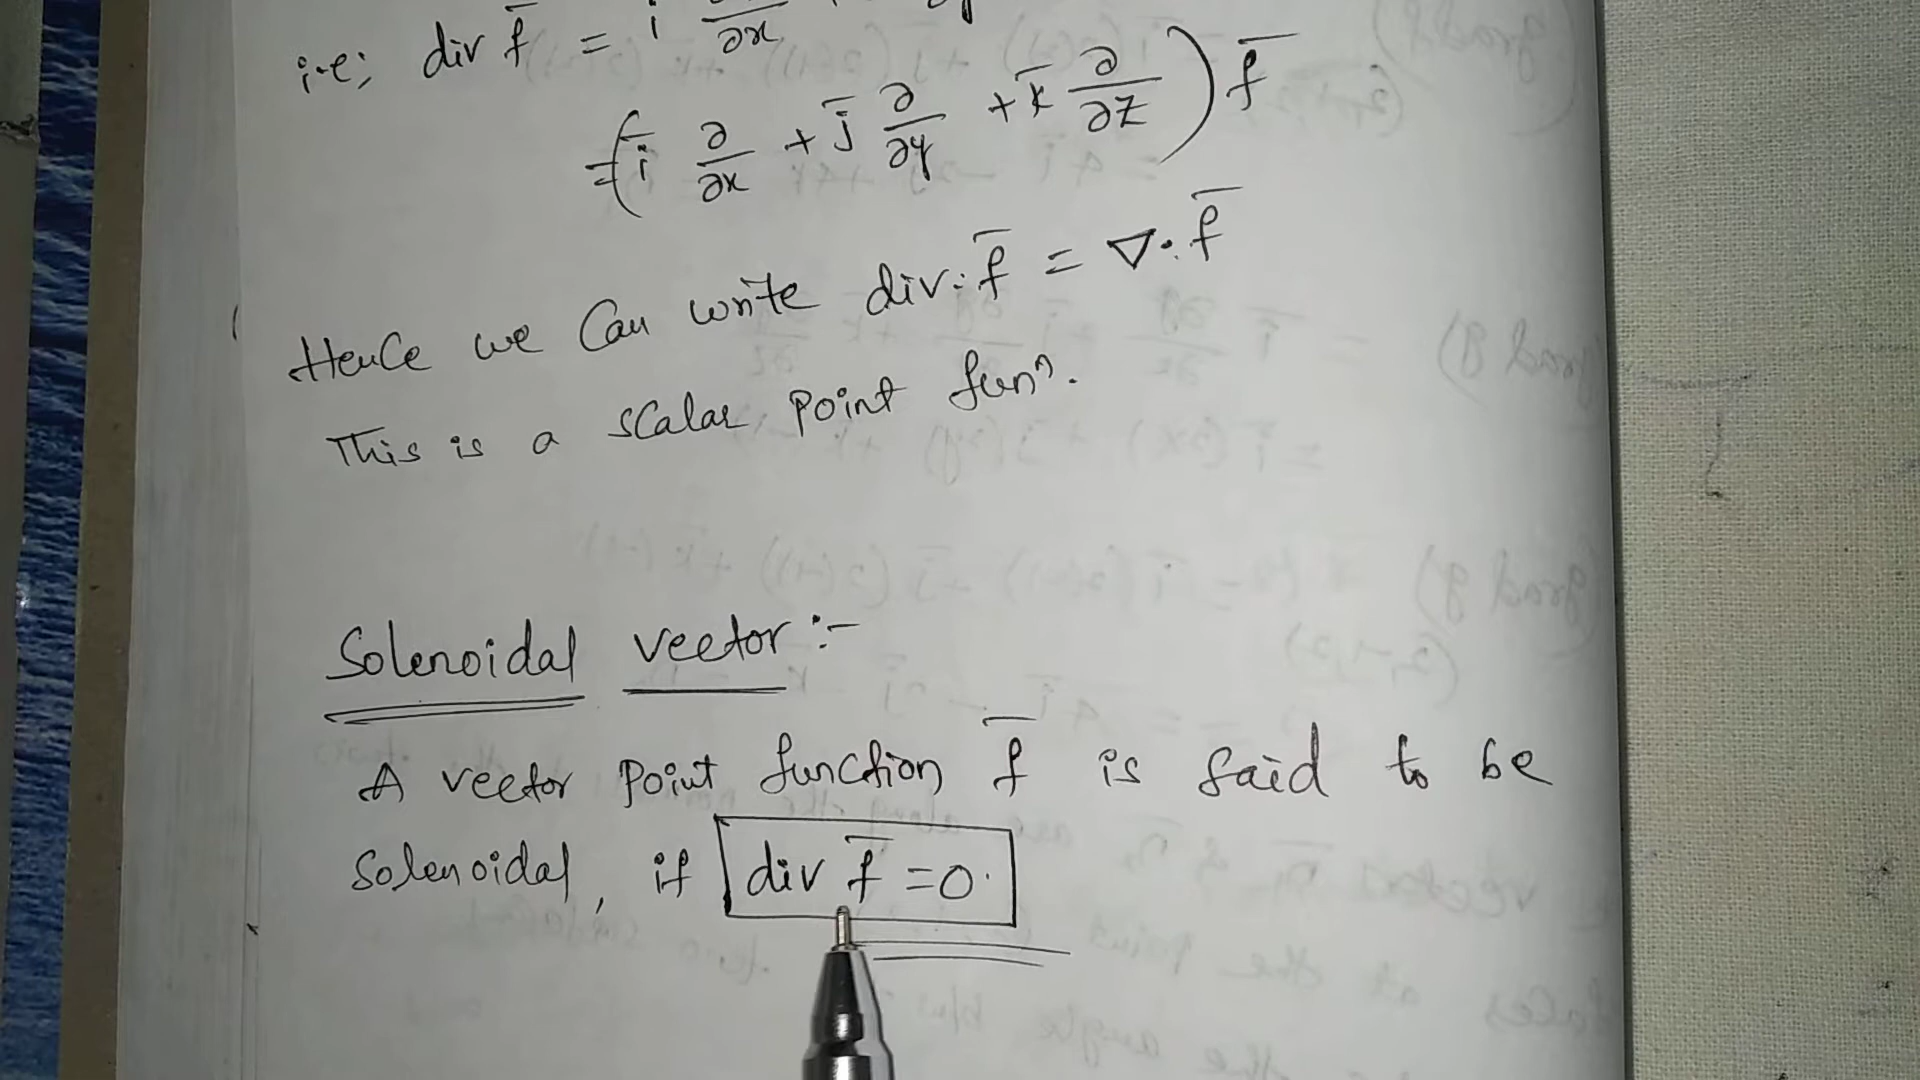 i.e; div f̄ = i ∂/∂x
= (ī ∂/∂x + j̄ ∂/∂y + k̄ ∂/∂z) f̄
Hence we can write div. f̄ = ∇. f̄
This is a scalar point funⁿ.
Solenoidal vector :-
A vector point function f̄ is said to be
Solenoidal, if div f̄ = 0.